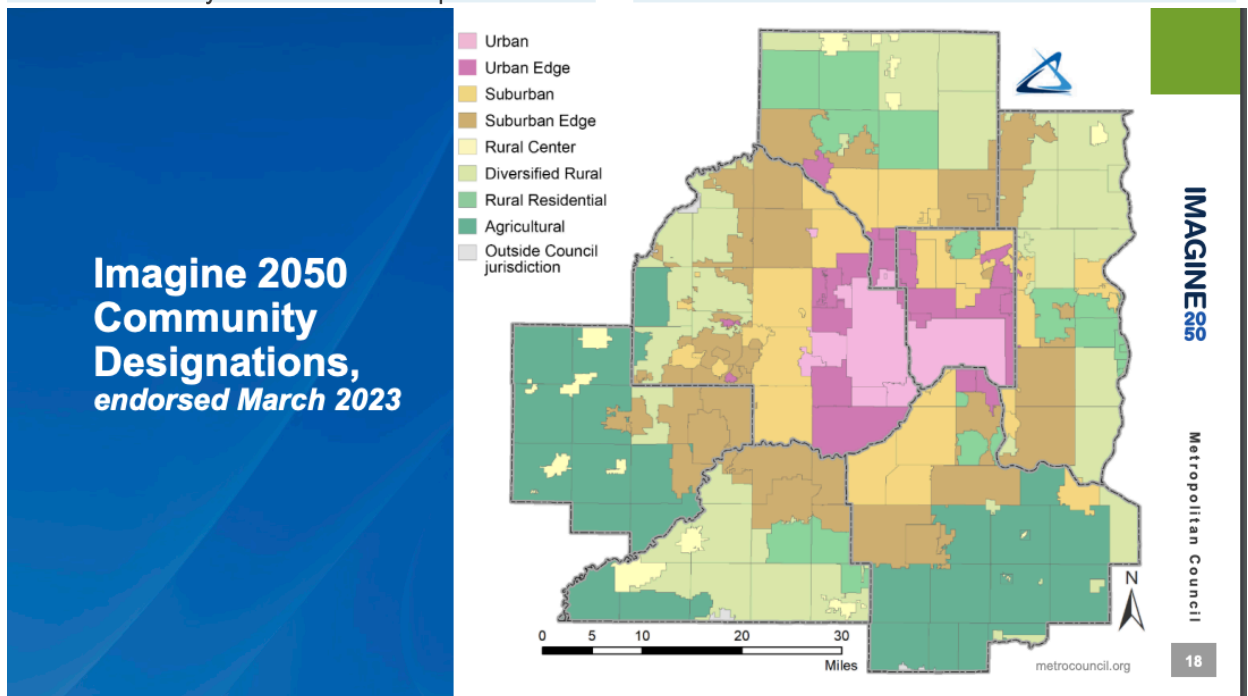 Imagine 2050
Community
Designations,
endorsed March 2023
Urban
Urban Edge
Suburban
Suburban Edge
Rural Center
Diversified Rural
Rural Residential
Agricultural
Outside Council
jurisdiction
0 5 10 20 30
Miles
N
metrocouncil.org
IMAGINE 2050
Metropolitan Council
18